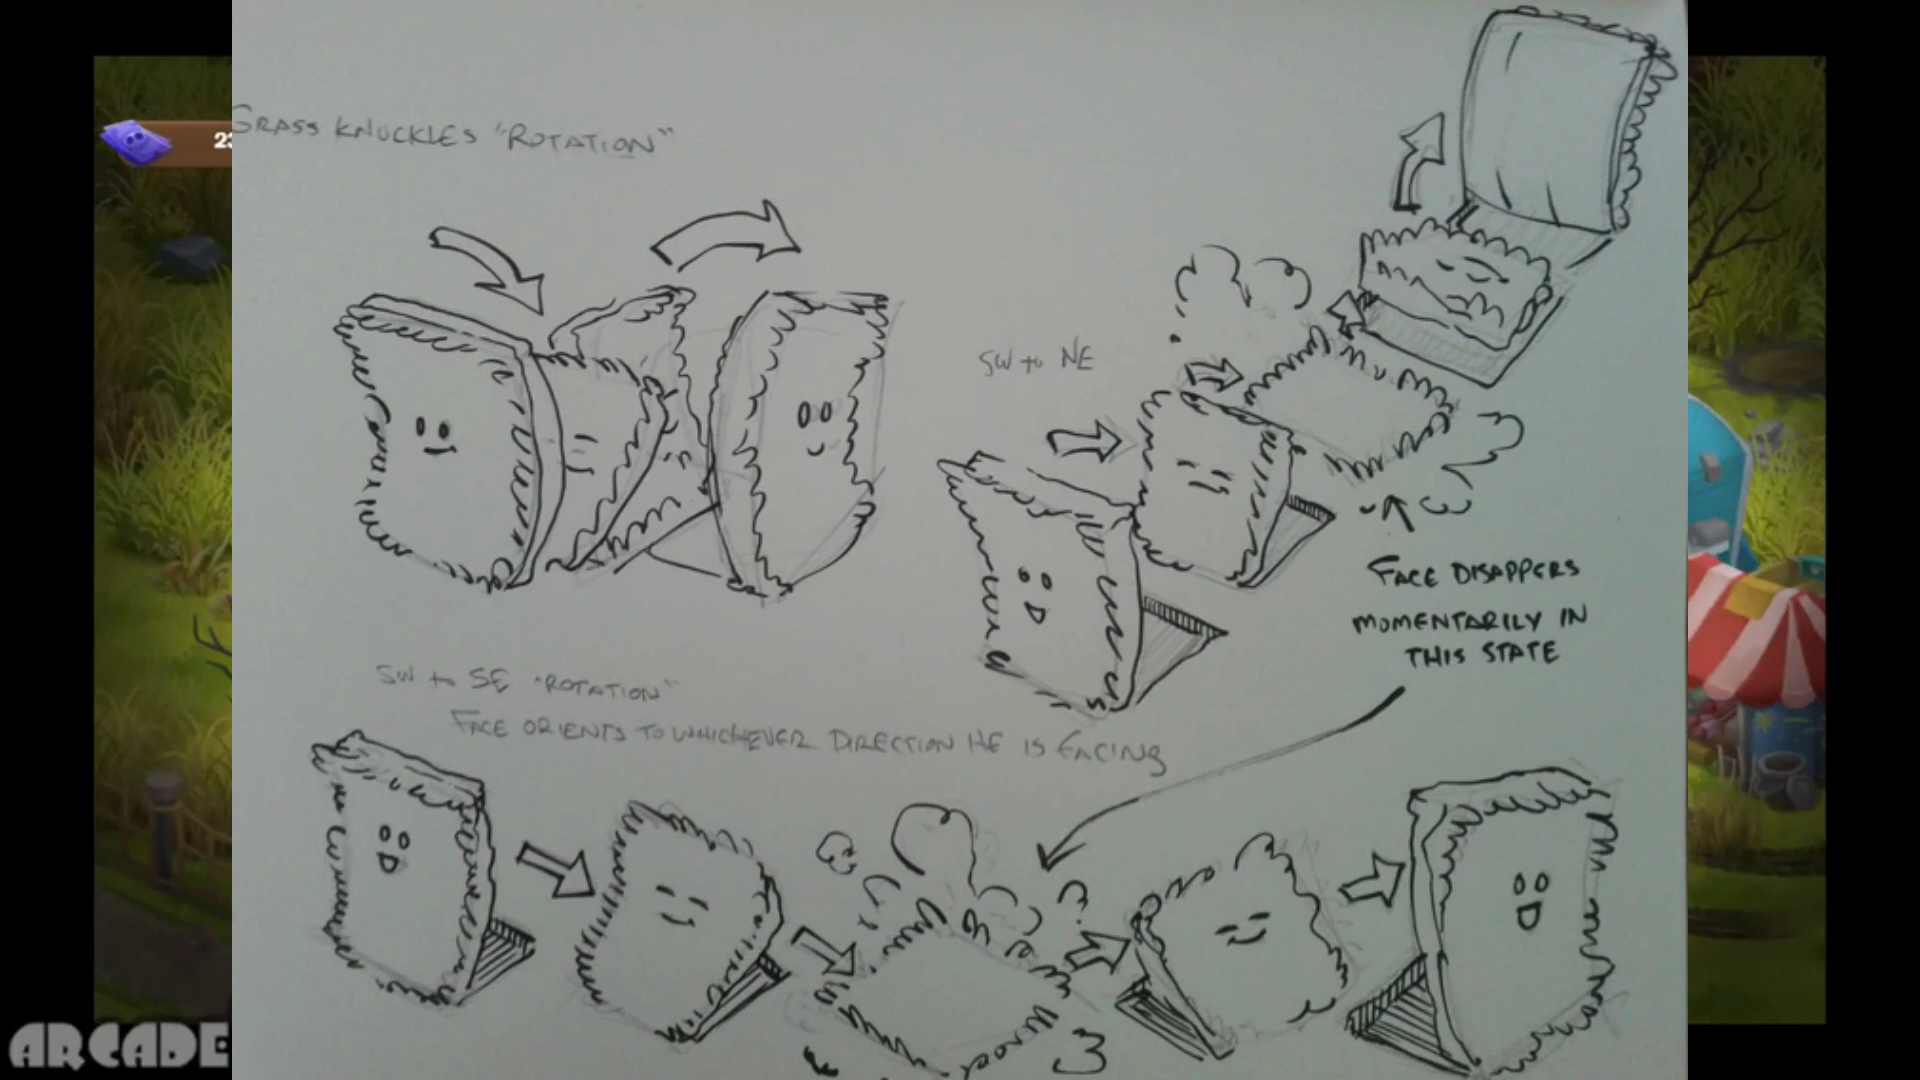 GRASS KNUCKLES "ROTATION"
23
SW to NE
FACE DISAPPERS
MOMENTARILY IN
THIS STATE
SW to SE "ROTATION"
FACE ORIENTS TO WHICHEVER DIRECTION HE IS FACING
ARCADE